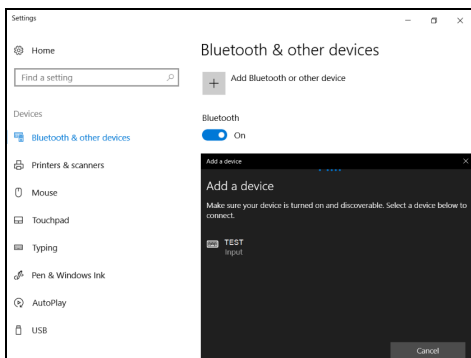 Settings
Home
Find a setting
Devices
Bluetooth & other devices
Printers & scanners
Mouse
Touchpad
Typing
Pen & Windows Ink
AutoPlay
USB
Bluetooth & other devices
Add Bluetooth or other device
Bluetooth
On
Add a device
Add a device
Make sure your device is turned on and discoverable. Select a device below to
connect.
TEST
Input
Cancel